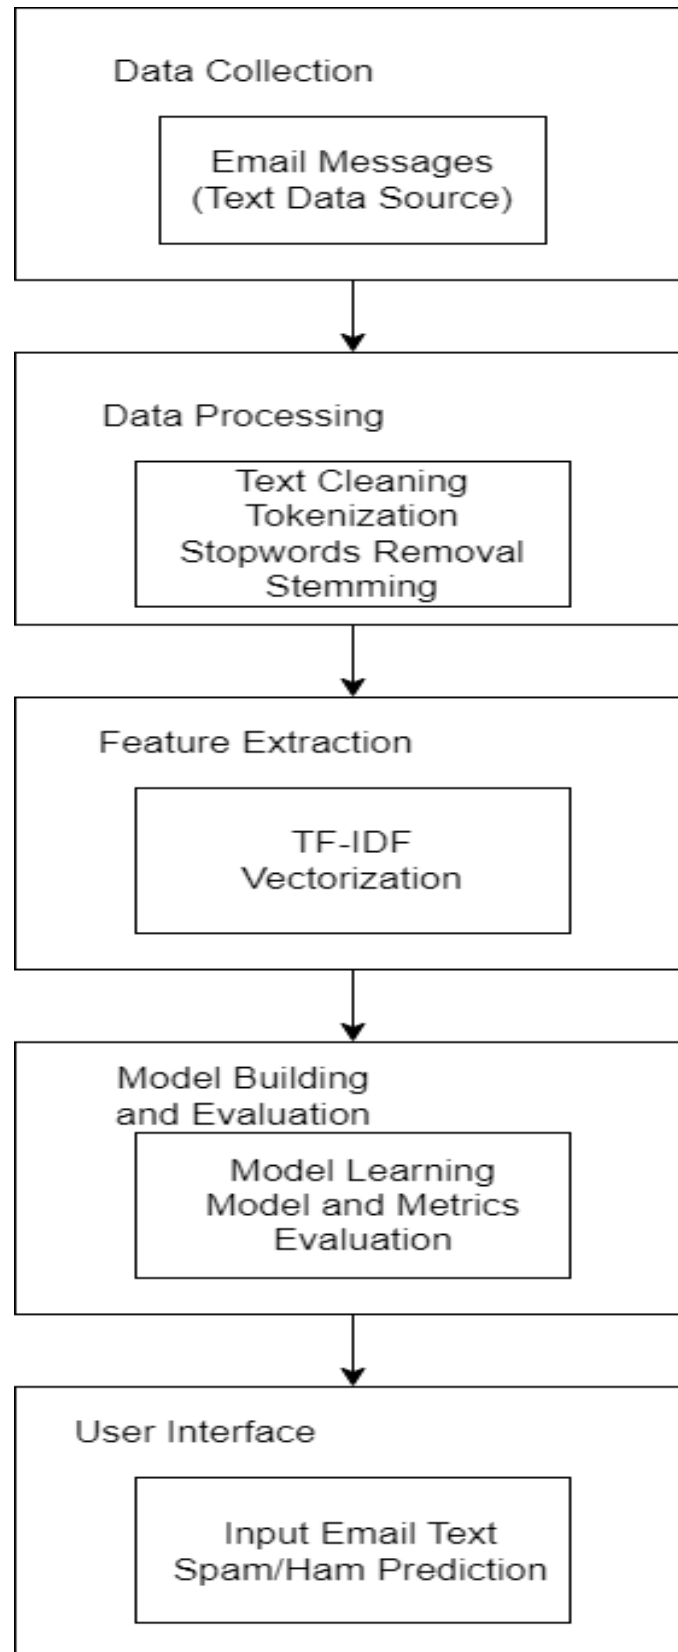 Data Collection
Email Messages
(Text Data Source)
Data Processing
Text Cleaning
Tokenization
Stopwords Removal
Stemming
Feature Extraction
TF-IDF
Vectorization
Model Building
and Evaluation
Model Learning
Model and Metrics
Evaluation
User Interface
Input Email Text
Spam/Ham Prediction